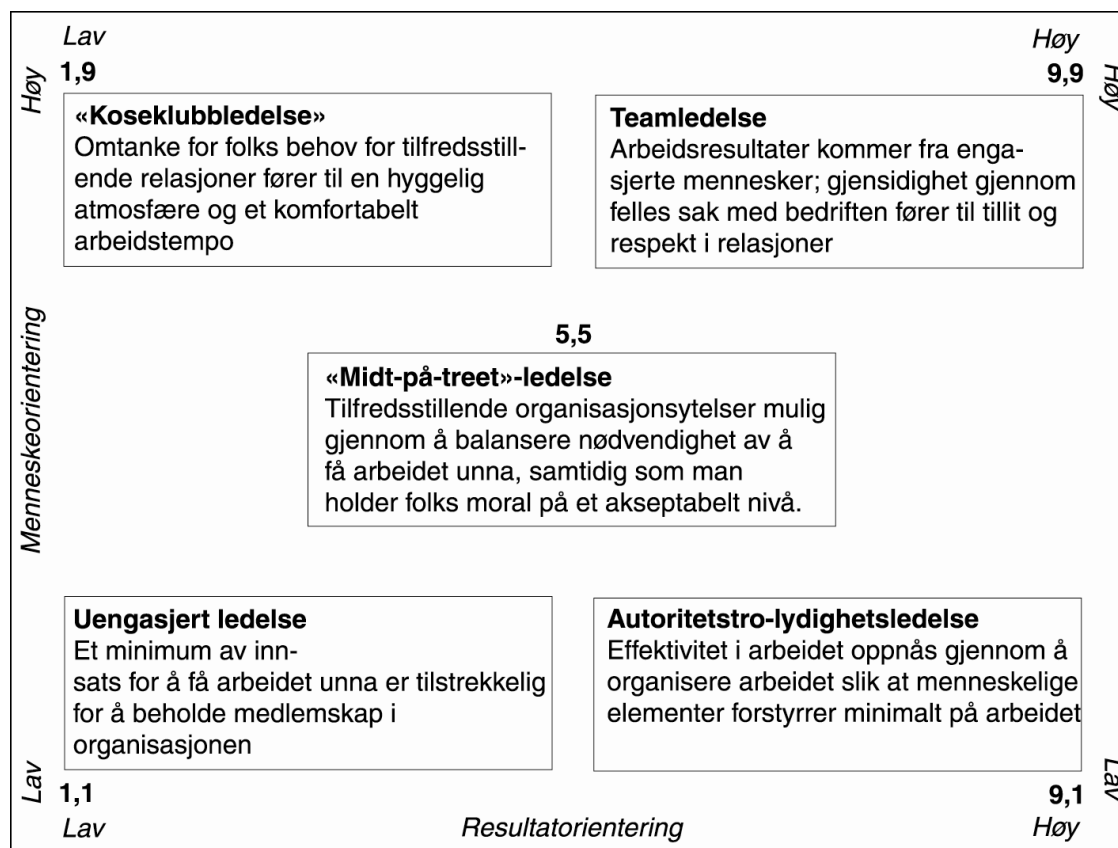 Lav
Høy
Høy
1,9
9,9
Høy
«Koseklubbledelse»
Omtanke for folks behov for tilfredsstill-
ende relasjoner fører til en hyggelig
atmosfære og et komfortabelt
arbeidstempo
Teamledelse
Arbeidsresultater kommer fra enga-
sjerte mennesker; gjensidighet gjennom
felles sak med bedriften fører til tillit og
respekt i relasjoner
Menneskeorientering
5,5
«Midt-på-treet»-ledelse
Tilfredsstillende organisasjonsytelser mulig
gjennom å balansere nødvendighet av å
få arbeidet unna, samtidig som man
holder folks moral på et akseptabelt nivå.
Uengasjert ledelse
Et minimum av inn-
sats for å få arbeidet unna er tilstrekkelig
for å beholde medlemskap i
organisasjonen
Autoritetstro-lydighetsledelse
Effektivitet i arbeidet oppnås gjennom å
organisere arbeidet slik at menneskelige
elementer forstyrrer minimalt på arbeidet
Lav
1,1
9,1
Lav
Lav
Resultatorientering
Høy